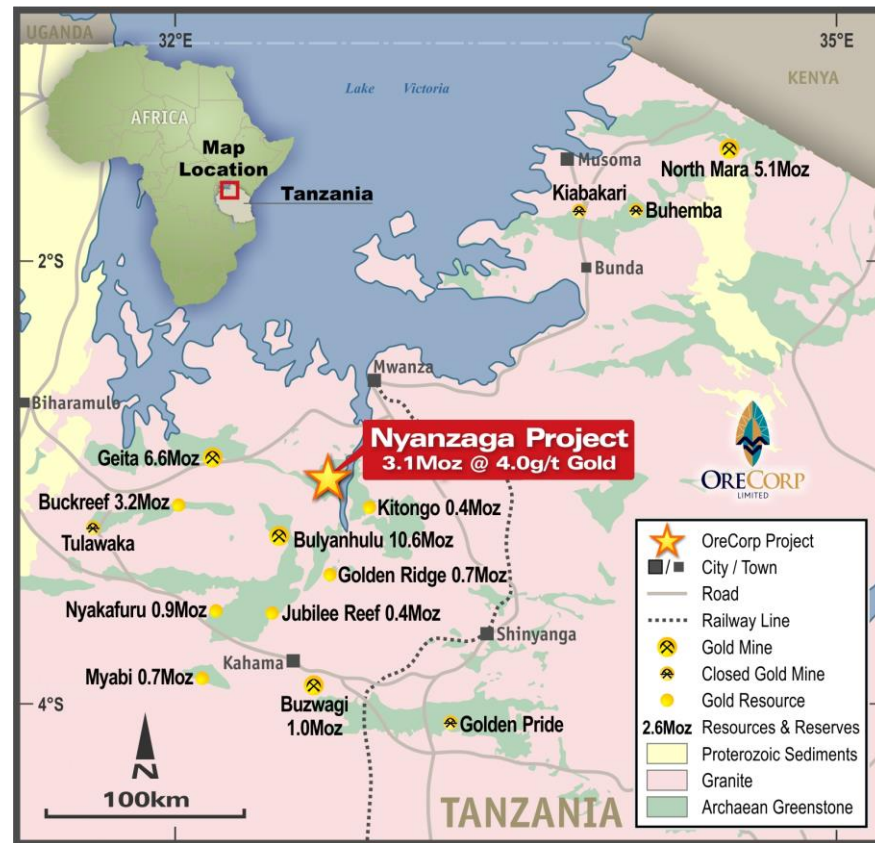 UGANDA
32°E
35°E
KENYA
Lake Victoria
AFRICA
Map
Location
Tanzania
Musoma
North Mara 5.1Moz
Kiabakari
Buhemba
2°S
Bunda
Mwanza
Biharamulo
Nyanzaga Project
3.1Moz @ 4.0g/t Gold
ORECORP
LIMITED
Geita 6.6Moz
Buckreef 3.2Moz
Kitongo 0.4Moz
Tulawaka
Bulyanhulu 10.6Moz
Golden Ridge 0.7Moz
Nyakafuru 0.9Moz
Jubilee Reef 0.4Moz
Shinyanga
Kahama
Myabi 0.7Moz
Buzwagi
1.0Moz
4°S
Golden Pride
N
100km
TANZANIA
OreCorp Project
/ City / Town
Road
Railway Line
Gold Mine
Closed Gold Mine
Gold Resource
2.6Moz Resources & Reserves
Proterozoic Sediments
Granite
Archaean Greenstone